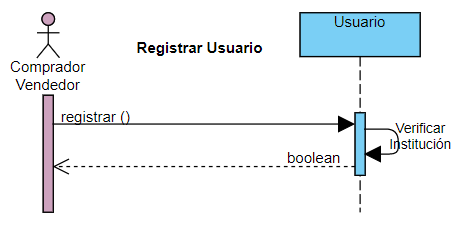 Usuario
Registrar Usuario
Comprador
Vendedor
registrar ()
Verificar
Institución
boolean